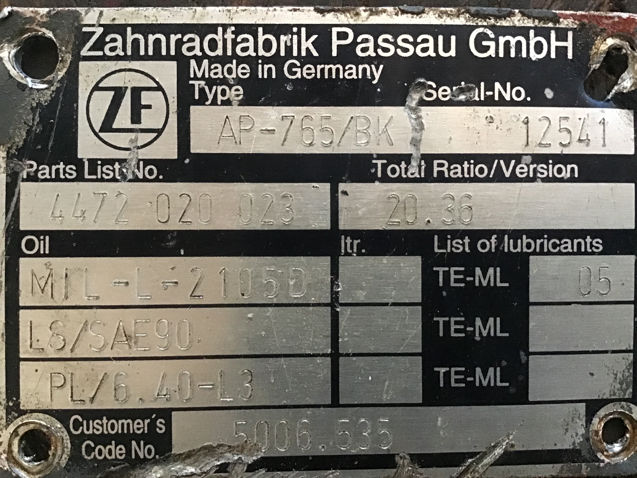 Zahnradfabrik Passau GmbH
ZF
Made in Germany
Type Serial-No.
AP-765/BK 12541
Parts List No. Total Ratio/Version
4472 020 023 20.36
Oil ltr. List of lubricants
MIL-L-2105D TE-ML 05
LS/SAE90 TE-ML
PL/6.40-L3 TE-ML
Customer's
Code No. 5006.535